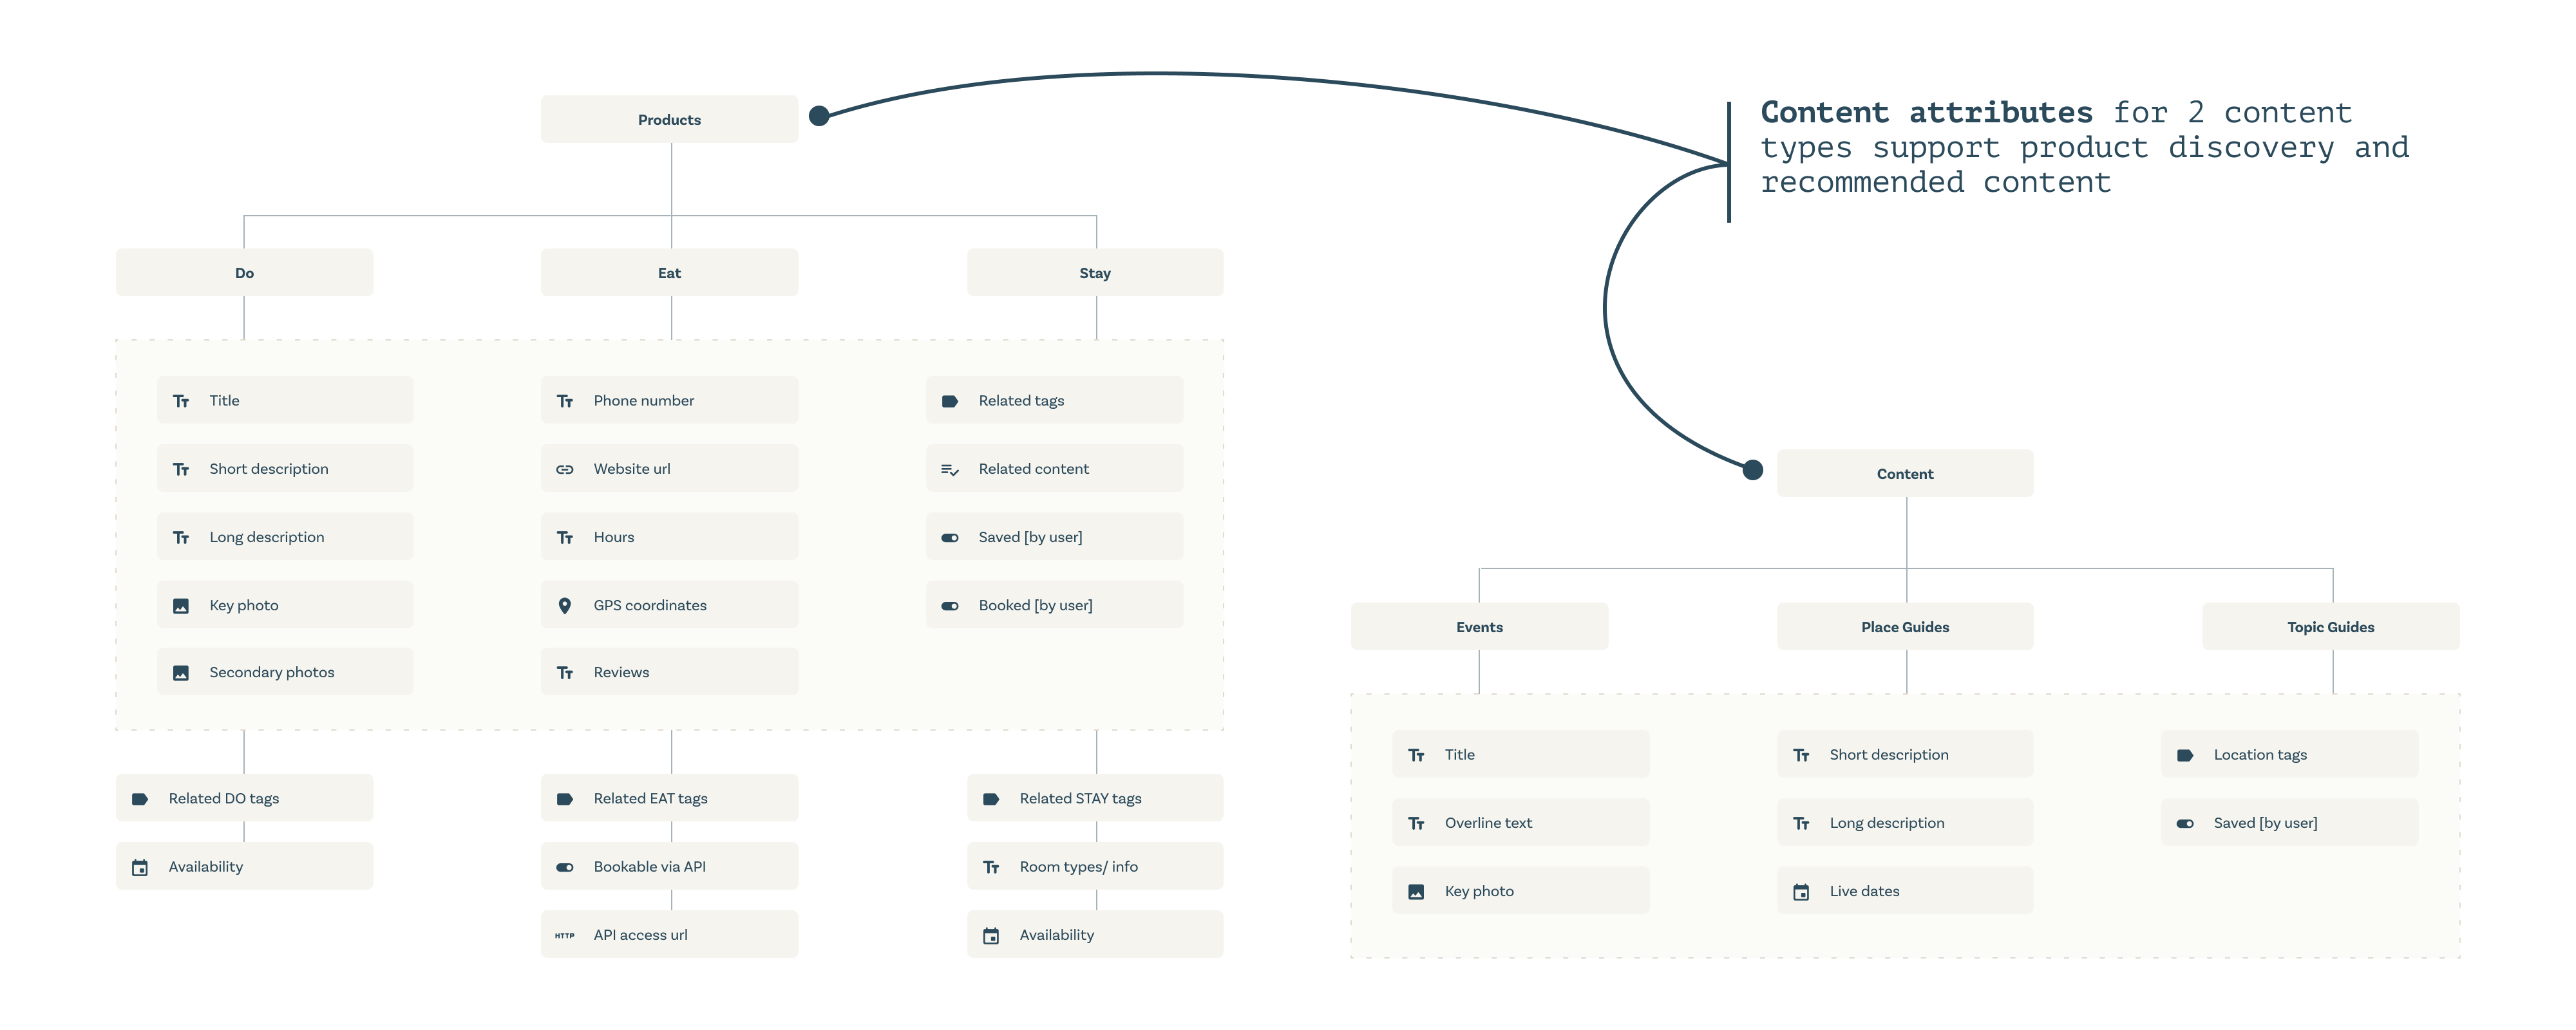 Content attributes for 2 content
types support product discovery and
recommended content
Products
Do
Eat
Stay
Title
Phone number
Related tags
Short description
Website url
Related content
Long description
Hours
Saved [by user]
Key photo
GPS coordinates
Booked [by user]
Secondary photos
Reviews
Related DO tags
Related EAT tags
Related STAY tags
Availability
Bookable via API
Room types/ info
HTTP
API access url
Availability
Content
Events
Place Guides
Topic Guides
Title
Short description
Location tags
Overline text
Long description
Saved [by user]
Key photo
Live dates